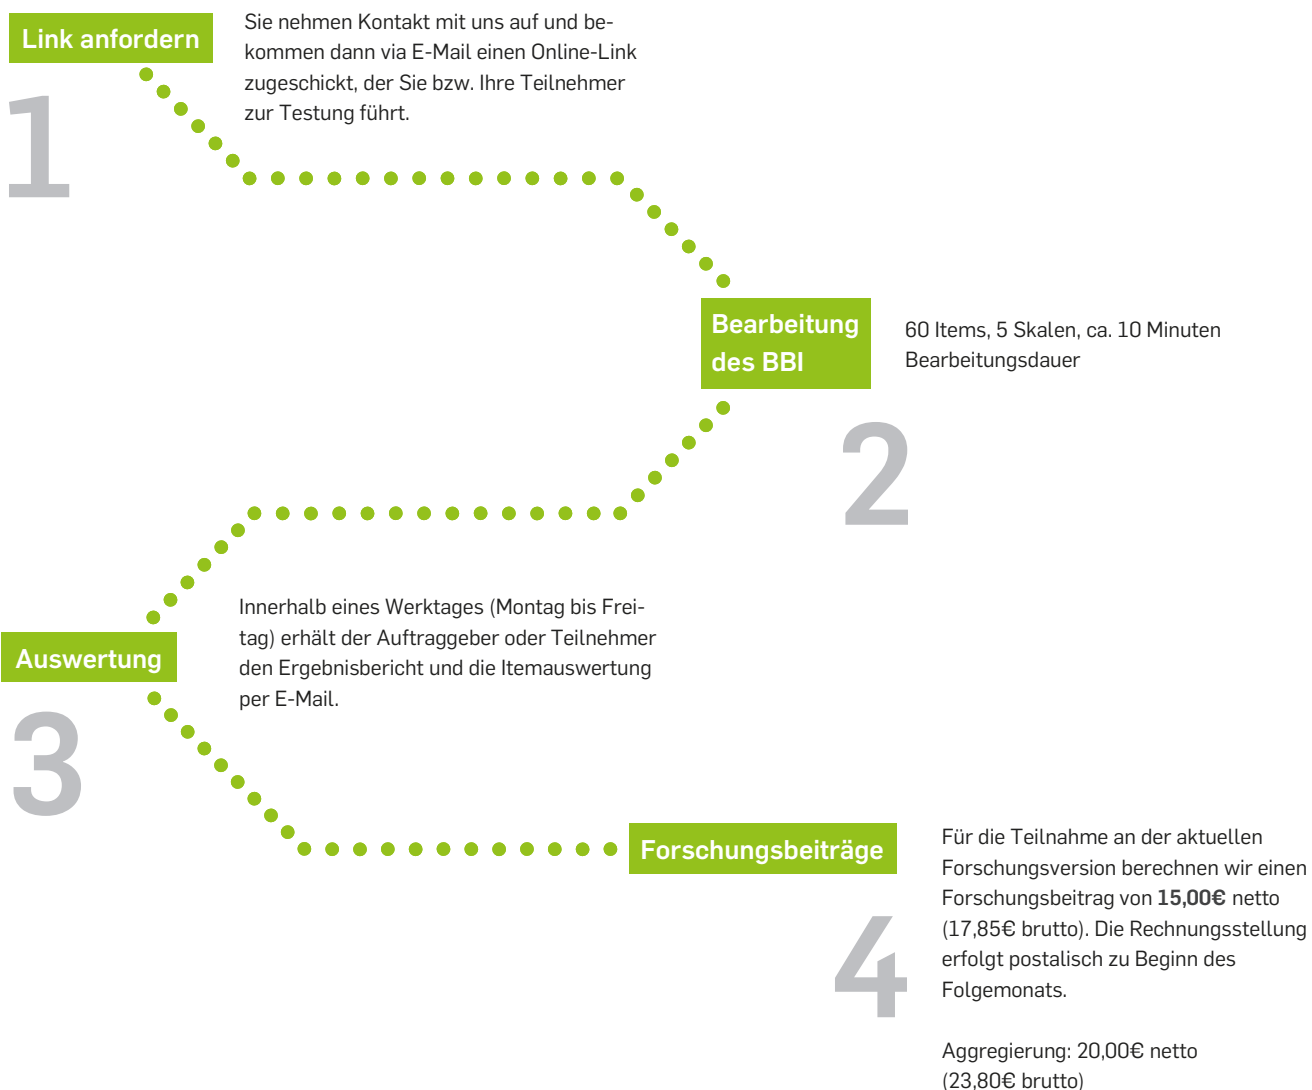 Link anfordern
1
Sie nehmen Kontakt mit uns auf und be-
kommen dann via E-Mail einen Online-Link
zugeschickt, der Sie bzw. Ihre Teilnehmer
zur Testung führt.
Bearbeitung
des BBI
2
60 Items, 5 Skalen, ca. 10 Minuten
Bearbeitungsdauer
Auswertung
3
Innerhalb eines Werktages (Montag bis Frei-
tag) erhält der Auftraggeber oder Teilnehmer
den Ergebnisbericht und die Itemauswertung
per E-Mail.
Forschungsbeiträge
4
Für die Teilnahme an der aktuellen
Forschungsversion berechnen wir einen
Forschungsbeitrag von 15,00€ netto
(17,85€ brutto). Die Rechnungsstellung
erfolgt postalisch zu Beginn des
Folgemonats.
Aggregierung: 20,00€ netto
(23,80€ brutto)